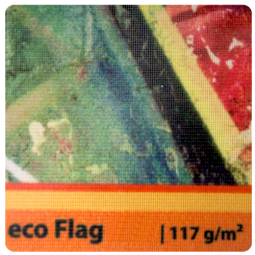 eco Flag | 117 g/m²